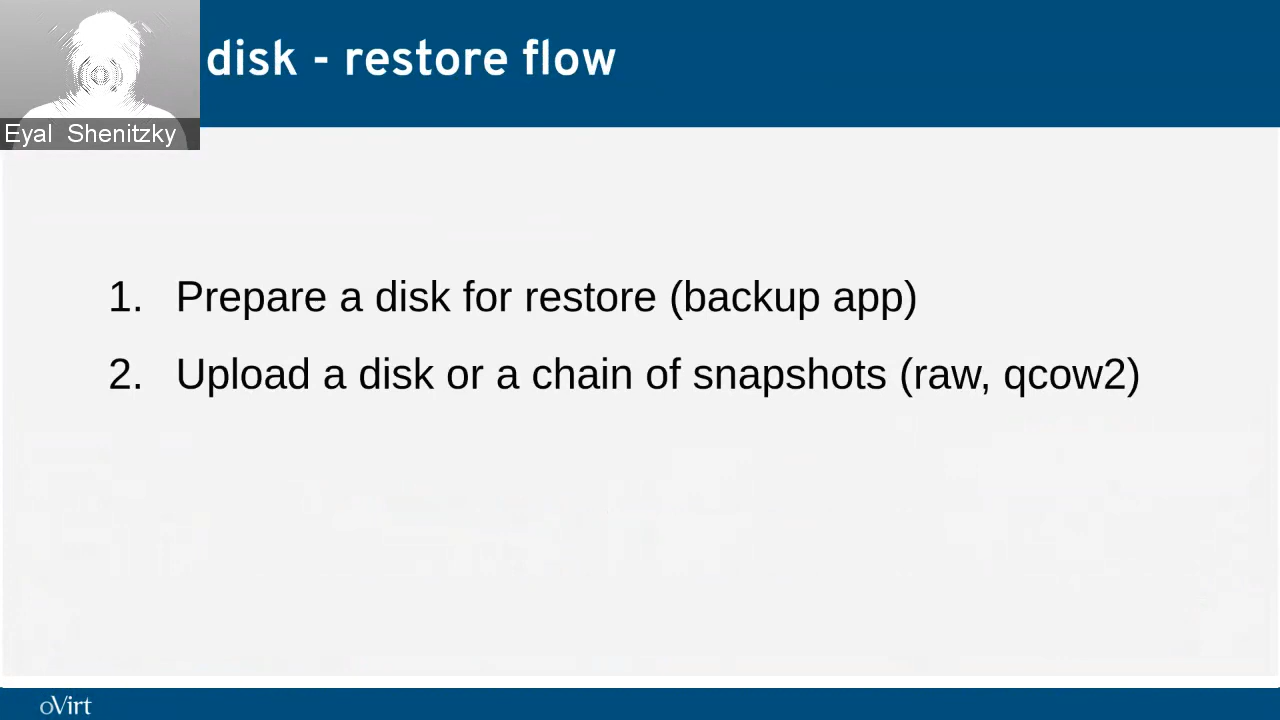 disk - restore flow
Eyal Shenitzky
1. Prepare a disk for restore (backup app)
2. Upload a disk or a chain of snapshots (raw, qcow2)
oVirt